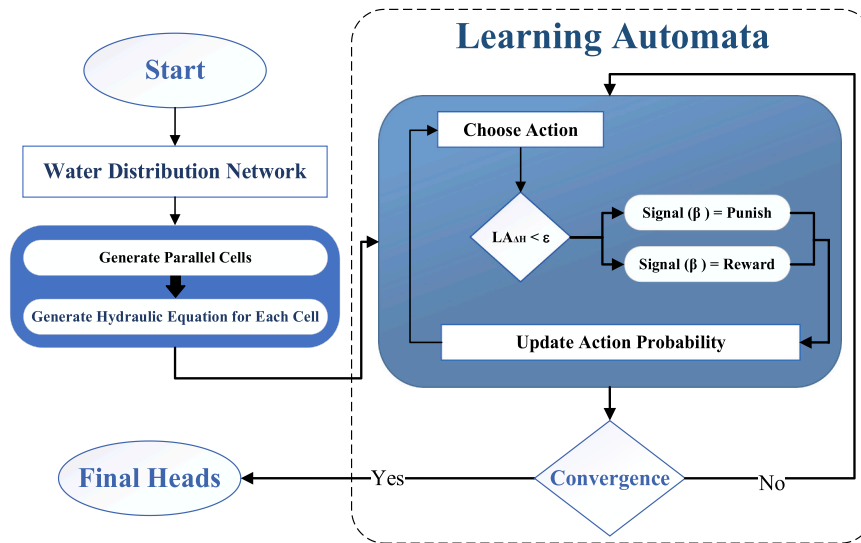 Learning Automata
Start
Water Distribution Network
Generate Parallel Cells
Generate Hydraulic Equation for Each Cell
Choose Action
LAΔH < ε
Signal (β ) = Punish
Signal (β ) = Reward
Update Action Probability
Convergence
Yes
No
Final Heads